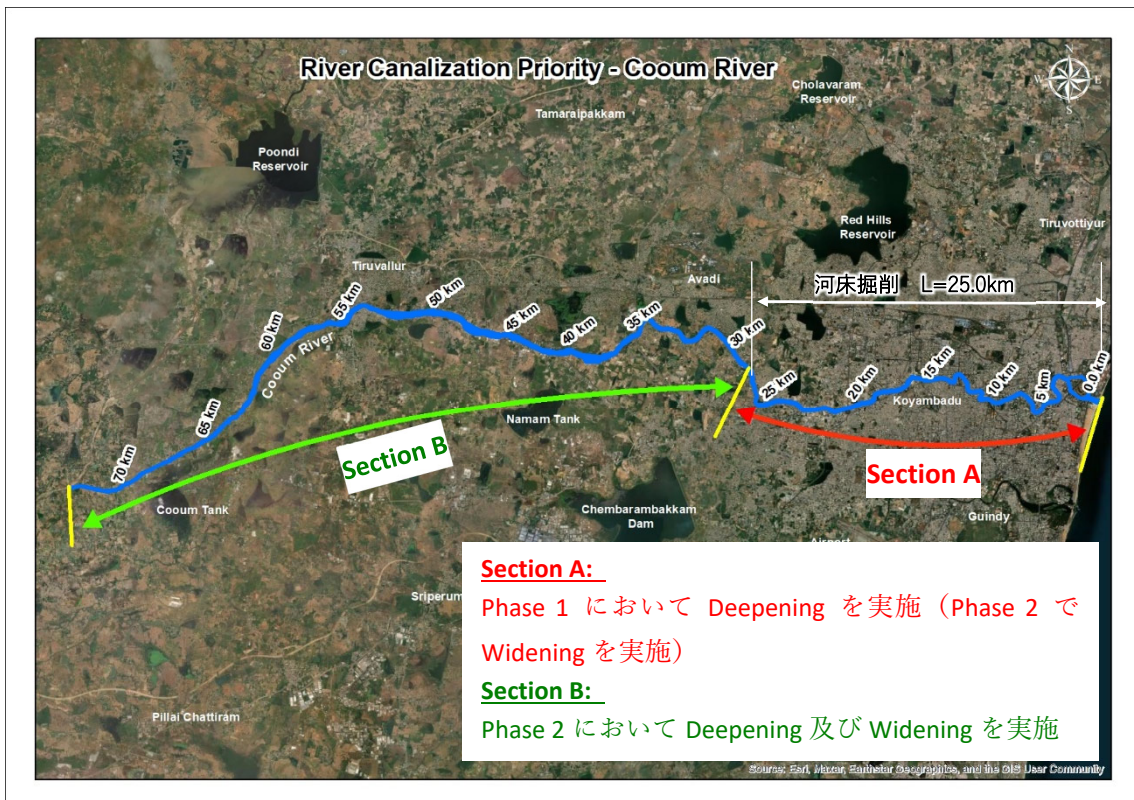 River Canalization Priority - Cooum River
N
W E
S
Cholavaram
Reservoir
Tamaraipakkam
Poondi
Reservoir
Red Hills
Reservoir
Tiruvottiyur
Tiruvallur
Avadi
河床掘削 L=25.0km
55 km
50 km
45 km
40 km
35 km
30 km
60 km
Cooum River
65 km
70 km
25 km
20 km
15 km
10 km
5 km
0.0 km
Koyambadu
Namam Tank
Section B
Section A
Cooum Tank
Chembarambakkam
Dam
Guindy
Airport
Sriperum
Pillai Chattiram
Section A:
Phase 1 において Deepening を実施（Phase 2 で
Widening を実施）
Section B:
Phase 2 において Deepening 及び Widening を実施
Source: Esri, Maxar, Earthstar Geographics, and the GIS User Community